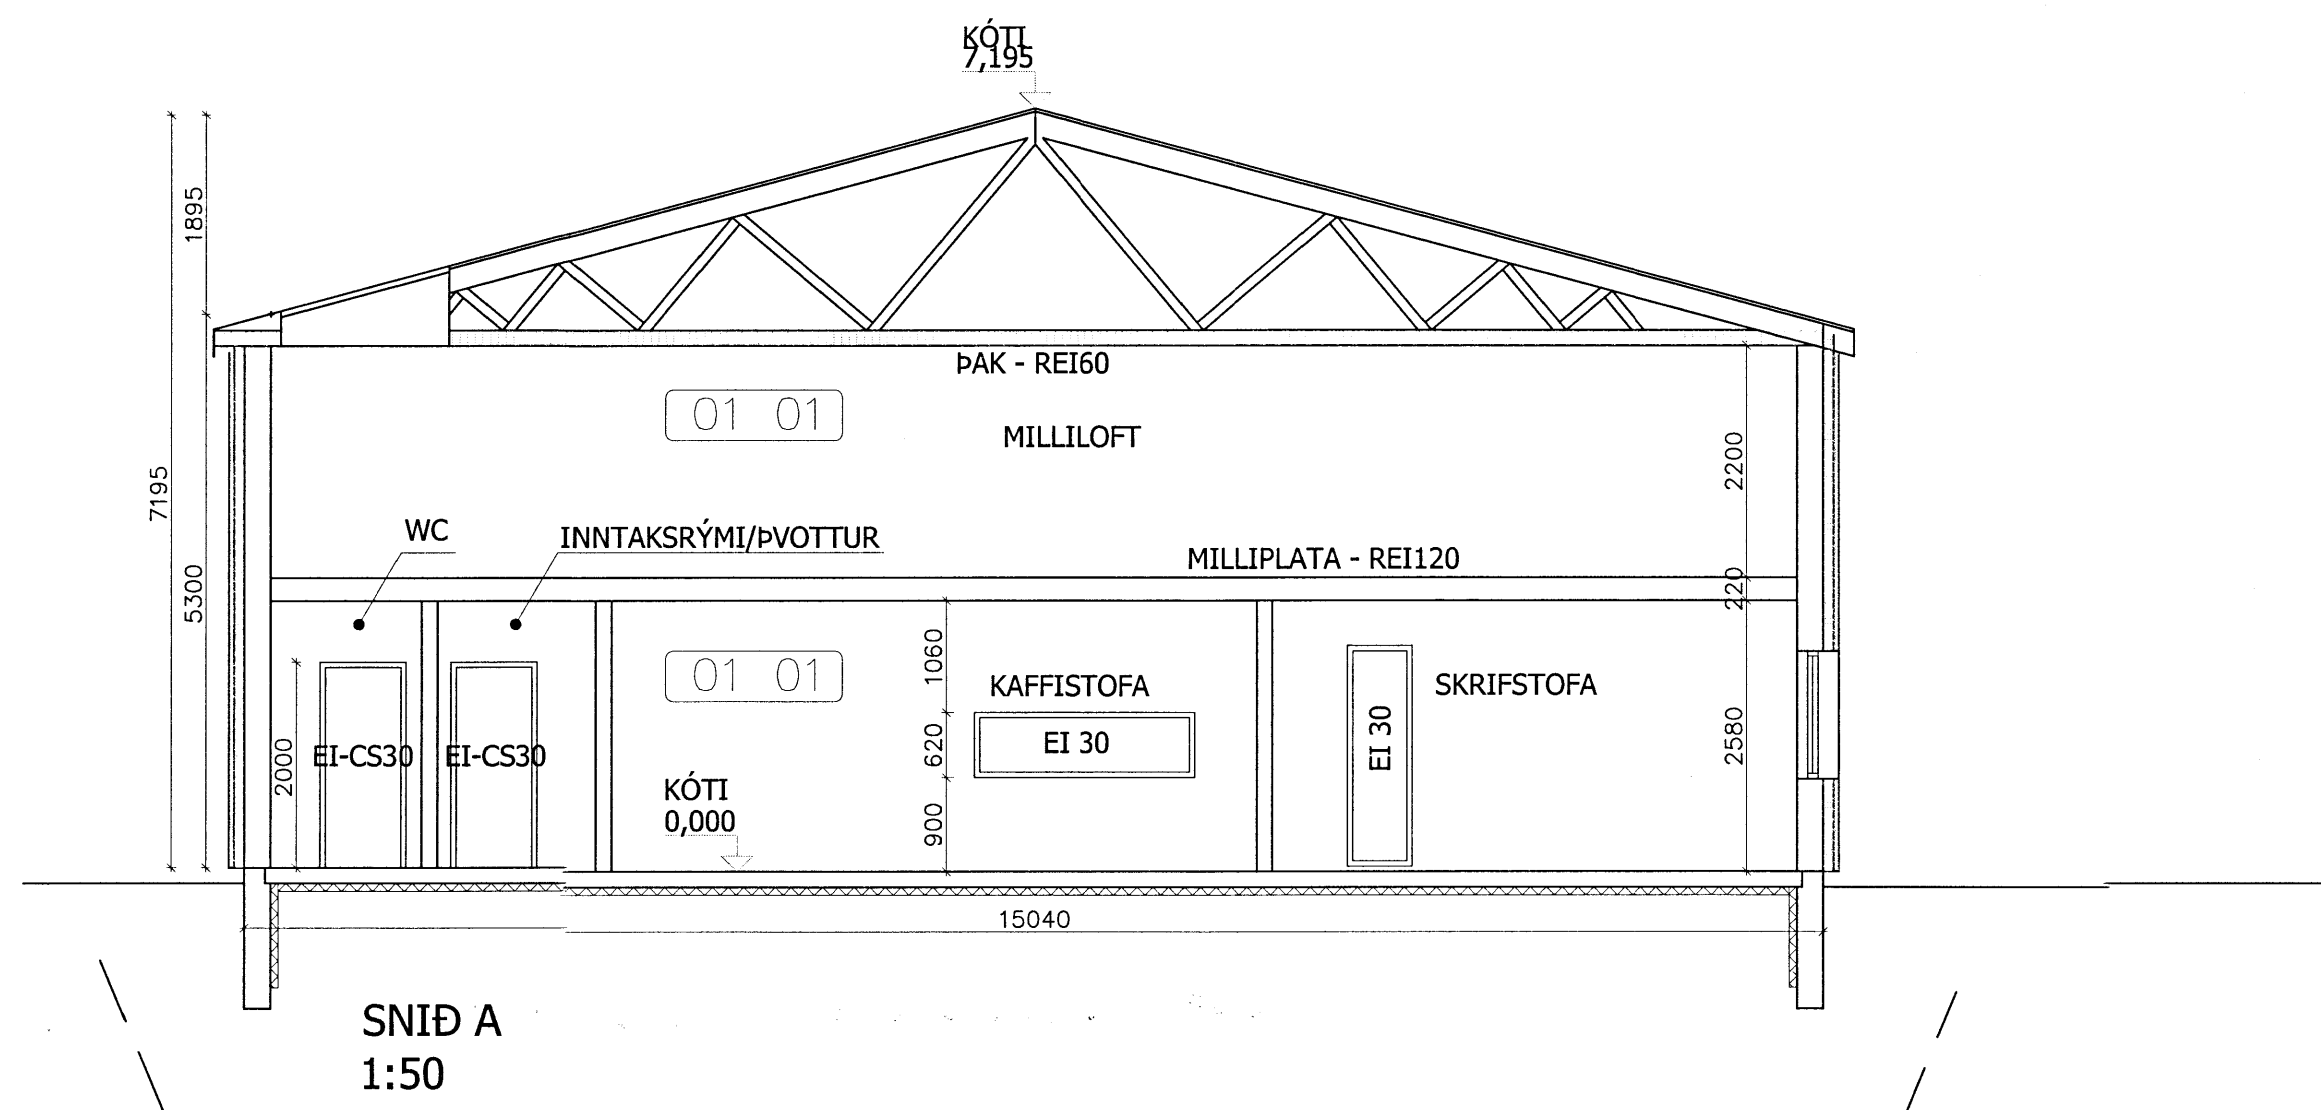 KÓTI
7,195
1895
ÞAK - REI60
01 01
MILLILOFT
2200
7195
WC
INNTAKSRÝMI/ÞVOTTUR
MILLIPLATA - REI120
5300
220
1060
01 01
KAFFISTOFA
SKRIFSTOFA
2000
EI-CS30
EI-CS30
620
EI 30
EI 30
2580
KÓTI
0,000
900
15040
SNIÐ A
1:50